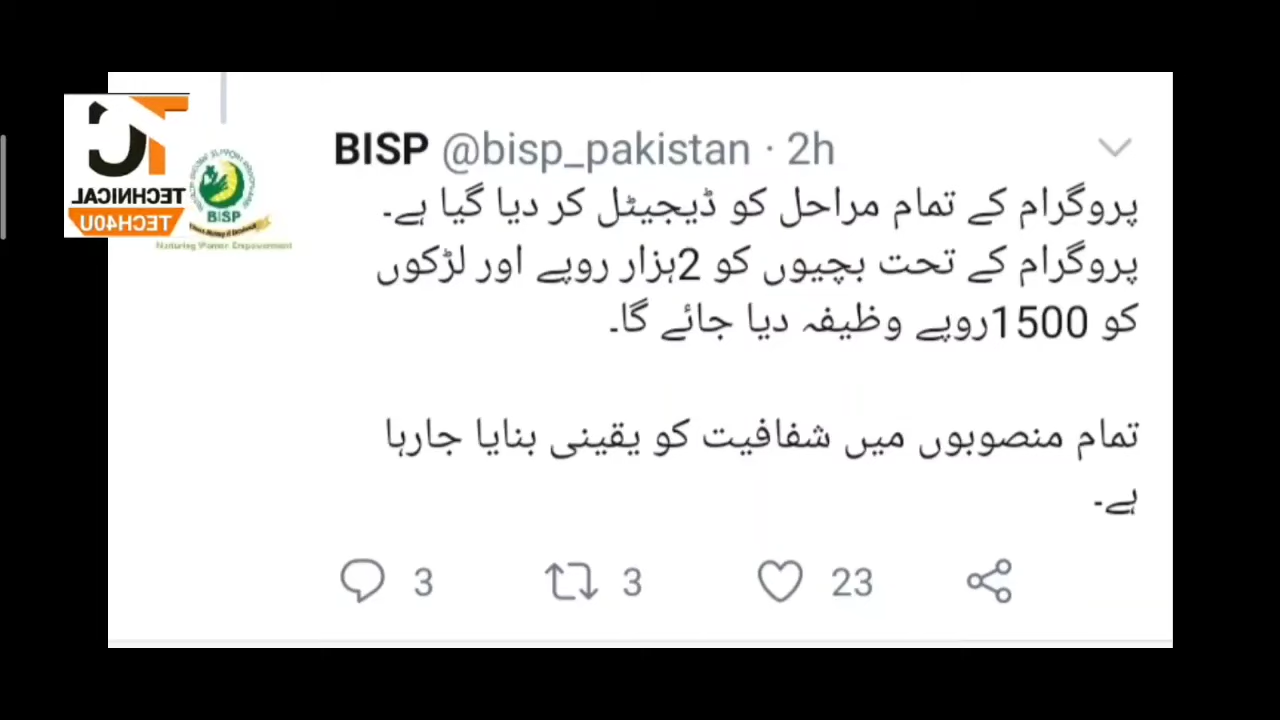 BISP @bisp_pakistan · 2h
پروگرام کے تمام مراحل کو ڈیجیٹل کر دیا گیا ہے۔
پروگرام کے تحت بچیوں کو 2ہزار روپے اور لڑکوں
کو 1500روپے وظیفہ دیا جائے گا۔
تمام منصوبوں میں شفافیت کو یقینی بنایا جارہا
ہے۔
3 3 23
TECHNICAL
TECH40U
BISP